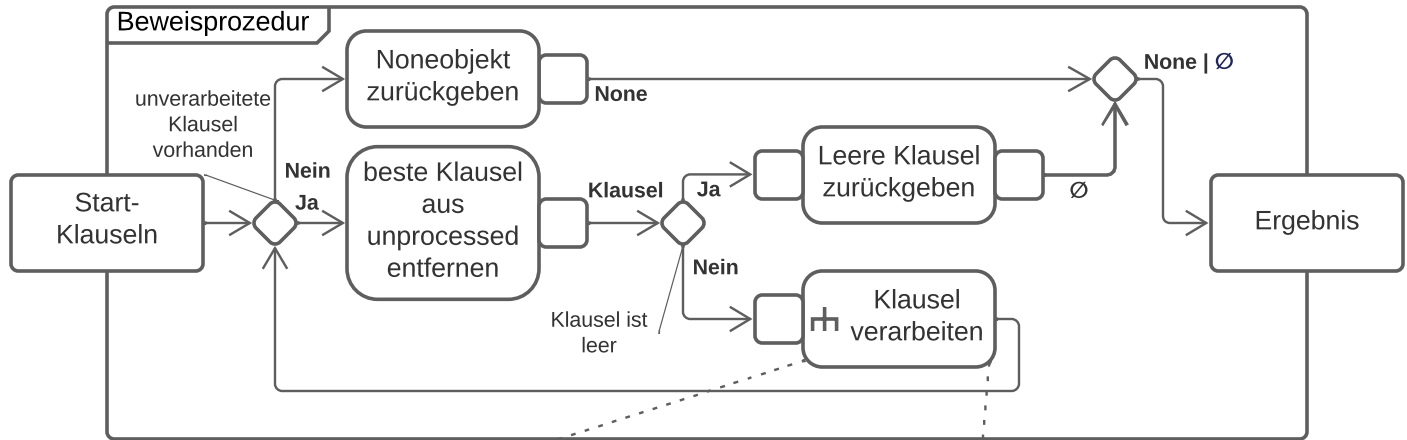 Beweisprozedur
Noneobjekt
zurückgeben
None
None | ∅
unverarbeitete
Klausel
vorhanden
Nein
Ja
Start-
Klauseln
beste Klausel
aus
unprocessed
entfernen
Klausel
Ja
Leere Klausel
zurückgeben
∅
Ergebnis
Nein
Klausel ist
leer
Klausel
verarbeiten